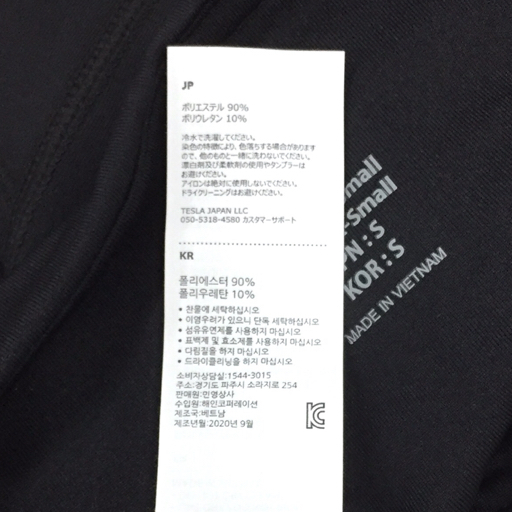 JP
ポリエステル 90%
ポリウレタン 10%
冷水で洗濯してください。
染色の特徴により、色落ちする場合があります
ので、他のものと一緒に洗わないでください。
漂白剤及び柔軟剤の使用やタンブラーは
お避けください。
アイロンは絶対に使用しないでください。
ドライクリーニングはお避けください。
TESLA JAPAN LLC
050-5318-4580 カスタマーサポート
KR
폴리에스터 90%
폴리우레탄 10%
• 찬물에 세탁하십시오
• 이염우려가 있으니 단독 세탁하십시오
• 섬유유연제를 사용하지 마십시오
• 표백제 및 효소계를 사용하지 마십시오
• 다림질을 하지 마십시오
• 드라이클리닝을 하지 마십시오
소비자상담실:1544-3015
주소:경기도 파주시 소라지로 254
판매원:민영상사
수입원:해인코퍼레이션
제조국:베트남
제조년월:2020년 9월
Small
-Small
PN : S
KOR : S
MADE IN VIETNAM